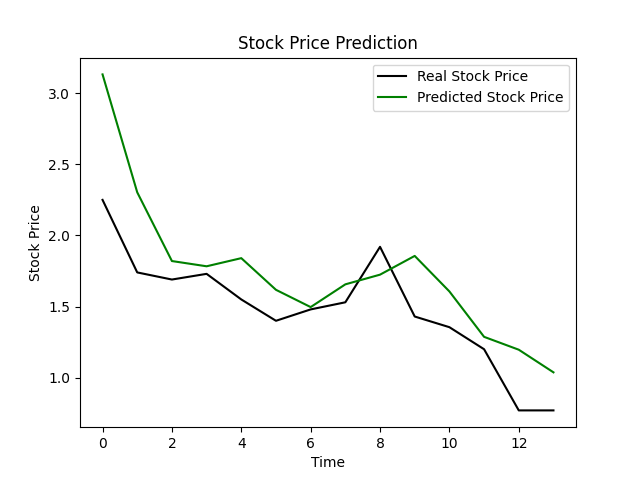 Stock Price Prediction
Real Stock Price
Predicted Stock Price
Stock Price
3.0
2.5
2.0
1.5
1.0
0 2 4 6 8 10 12
Time